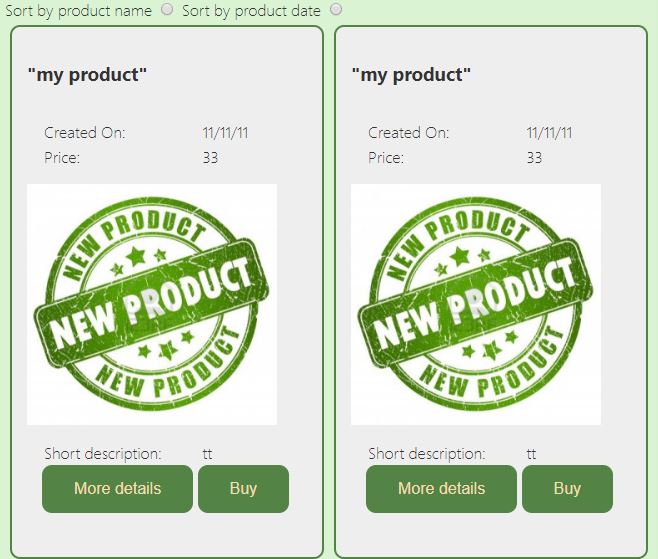 Sort by product name Sort by product date
"my product"
Created On: 11/11/11
Price: 33
NEW PRODUCT
NEW PRODUCT
NEW PRODUCT
Short description: tt
More details Buy
"my product"
Created On: 11/11/11
Price: 33
NEW PRODUCT
NEW PRODUCT
NEW PRODUCT
Short description: tt
More details Buy